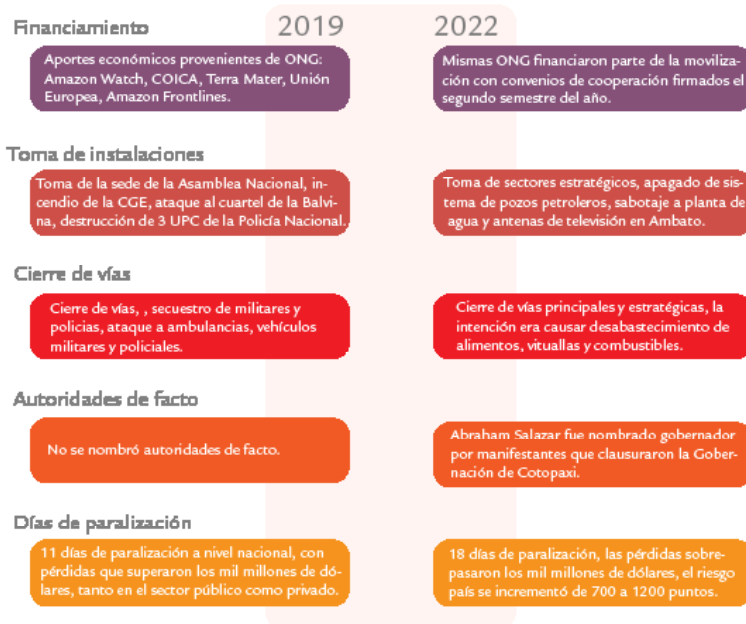 Financiamiento
2019
2022
Aportes económicos provenientes de ONG:
Amazon Watch, COICA, Terra Mater, Unión
Europea, Amazon Frontlines.
Mismas ONG financiaron parte de la moviliza-
ción con convenios de cooperación firmados el
segundo semestre del año.
Toma de instalaciones
Toma de la sede de la Asamblea Nacional, in-
cendio de la CGE, ataque al cuartel de la Balvi-
na, destrucción de 3 UPC de la Policía Nacional.
Toma de sectores estratégicos, apagado de sis-
tema de pozos petroleros, sabotaje a planta de
agua y antenas de televisión en Ambato.
Cierre de vías
Cierre de vías, , secuestro de militares y
policias, ataque a ambulancias, vehículos
militares y policiales.
Cierre de vías principales y estratégicas, la
intención era causar desabastecimiento de
alimentos, vituallas y combustibles.
Autoridades de facto
No se nombró autoridades de facto.
Abraham Salazar fue nombrado gobernador
por manifestantes que clausuraron la Gober-
nación de Cotopaxi.
Días de paralización
11 días de paralización a nivel nacional, con
pérdidas que superaron los mil millones de dó-
lares, tanto en el sector público como privado.
18 días de paralización, las pérdidas sobre-
pasaron los mil millones de dólares, el riesgo
país se incrementó de 700 a 1200 puntos.